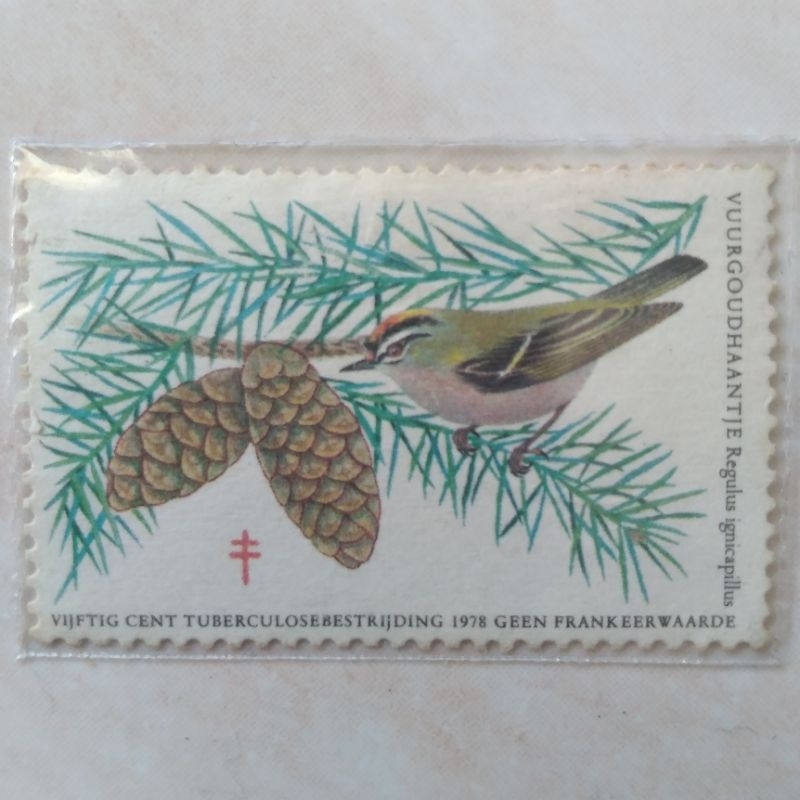 VUURGOUDHAANTJE Regulus ignicapillus
VIJFTIG CENT TUBERCULOSEBESTRIJDING 1978 GEEN FRANKEERWAARDE